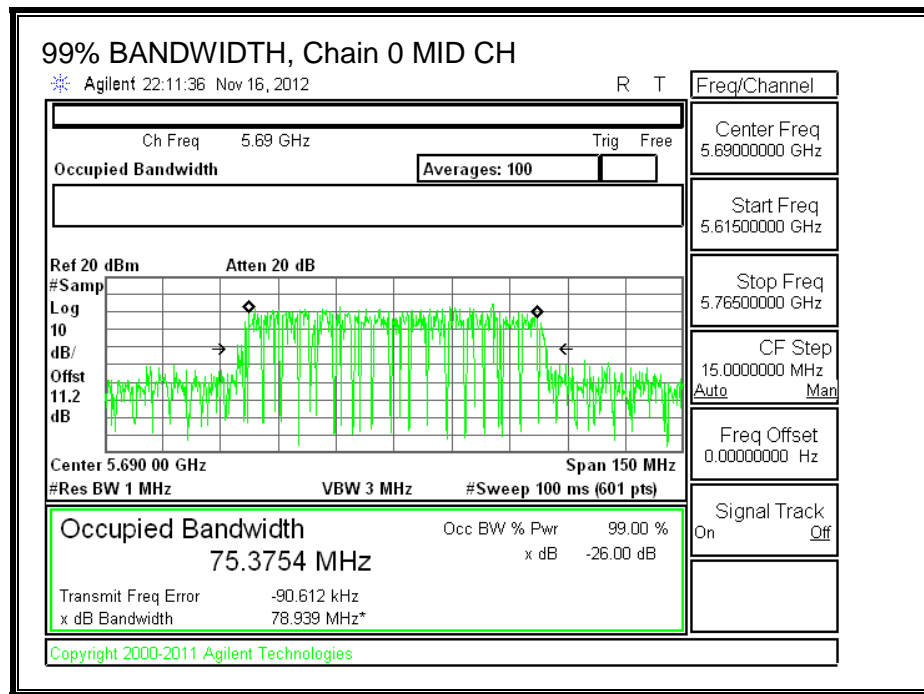 99% BANDWIDTH, Chain 0 MID CH
Agilent 22:11:36 Nov 16, 2012 R T
Freq/Channel
Ch Freq 5.69 GHz Trig Free
Occupied Bandwidth Averages: 100
Center Freq
5.69000000 GHz
Start Freq
5.61500000 GHz
Stop Freq
5.76500000 GHz
CF Step
15.0000000 MHz
Auto Man
Freq Offset
0.00000000 Hz
Signal Track
On Off
Ref 20 dBm Atten 20 dB
#Samp
Log
10
dB/
Offst
11.2
dB
Center 5.690 00 GHz Span 150 MHz
#Res BW 1 MHz VBW 3 MHz #Sweep 100 ms (601 pts)
Occupied Bandwidth Occ BW % Pwr 99.00 %
75.3754 MHz x dB -26.00 dB
Transmit Freq Error -90.612 kHz
x dB Bandwidth 78.939 MHz*
Copyright 2000-2011 Agilent Technologies